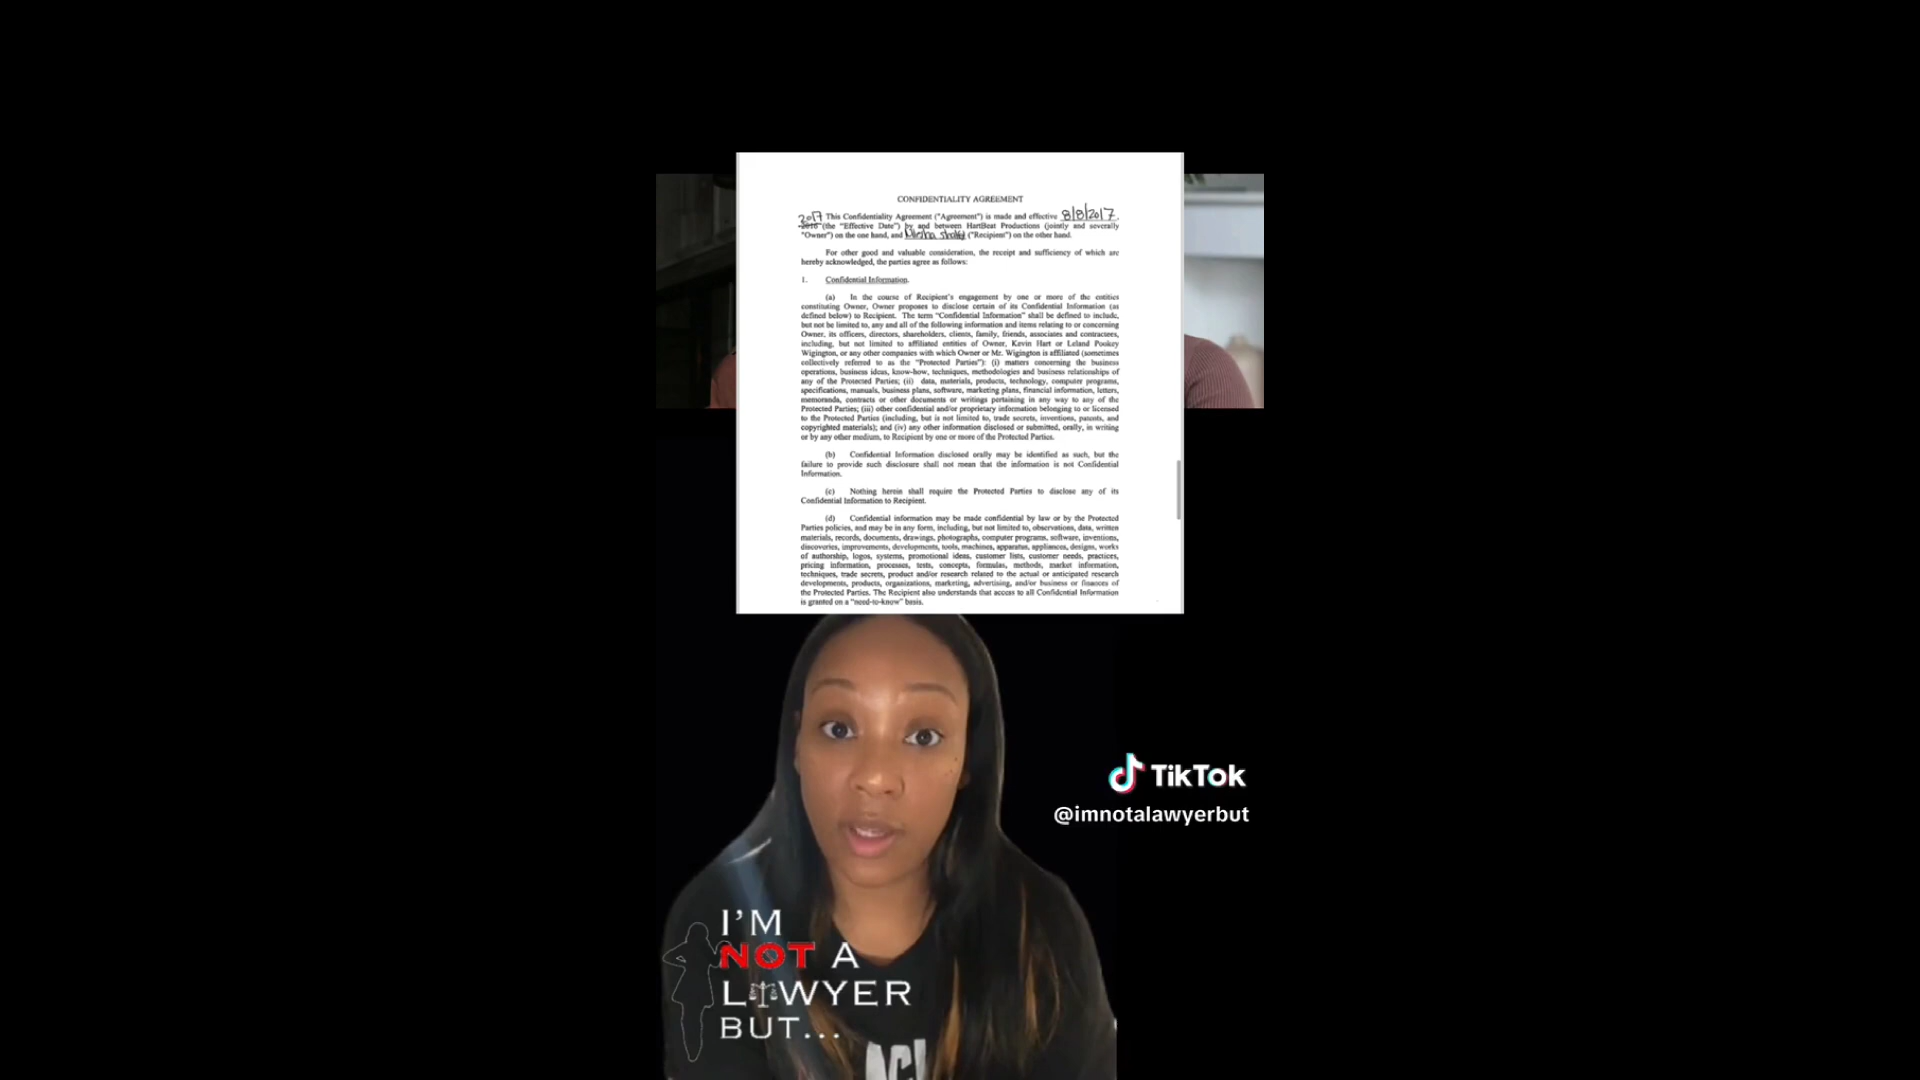 CONFIDENTIALITY AGREEMENT
2017 This Confidentiality Agreement ("Agreement") is made and effective 8/8/2017,
2016 (the "Effective Date") by and between HartBeat Productions (jointly and severally
"Owner") on the one hand, and ("Recipient") on the other hand.
For other good and valuable consideration, the receipt and sufficiency of which are
hereby acknowledged, the parties agree as follows:
1. Confidential Information.
(a) In the course of Recipient's engagement by one or more of the entities
constituting Owner, Owner proposes to disclose certain of its Confidential Information (as
defined below) to Recipient. The term "Confidential Information" shall be defined to include,
but not be limited to, any and all of the following information and items relating to or concerning
Owner, its officers, directors, shareholders, clients, family, friends, associates and contractees,
including, but not limited to affiliated entities of Owner, Kevin Hart or Leland Pookey
Wigington, or any other companies with which Owner or Mr. Wigington is affiliated (sometimes
collectively referred to as the "Protected Parties"): (i) matters concerning the business
operations, business ideas, know-how, techniques, methodologies and business relationships of
any of the Protected Parties; (ii) data, materials, products, technology, computer programs,
specifications, manuals, business plans, software, marketing plans, financial information, letters,
memoranda, contracts or other documents or writings pertaining in any way to any of the
Protected Parties; (iii) other confidential and/or proprietary information belonging to or licensed
to the Protected Parties (including, but is not limited to, trade secrets, inventions, patents, and
copyrighted materials); and (iv) any other information disclosed or submitted, orally, in writing
or by any other medium, to Recipient by one or more of the Protected Parties.
(b) Confidential Information disclosed orally may be identified as such, but the
failure to provide such disclosure shall not mean that the information is not Confidential
Information.
(c) Nothing herein shall require the Protected Parties to disclose any of its
Confidential Information to Recipient.
(d) Confidential information may be made confidential by law or by the Protected
Parties policies, and may be in any form, including, but not limited to, observations, data, written
materials, records, documents, drawings, photographs, computer programs, software, inventions,
discoveries, improvements, developments, tools, machines, apparatus, appliances, designs, works
of authorship, logos, systems, promotional ideas, customer lists, customer needs, practices,
pricing information, processes, tests, concepts, formulas, methods, market information,
techniques, trade secrets, product and/or research related to the actual or anticipated research
developments, products, organizations, marketing, advertising, and/or business or finances of
the Protected Parties. The Recipient also understands that access to all Confidential Information
is granted on a "need-to-know" basis.
TikTok
@imnotalawyerbut
I'M
NOT A
LAWYER
BUT...